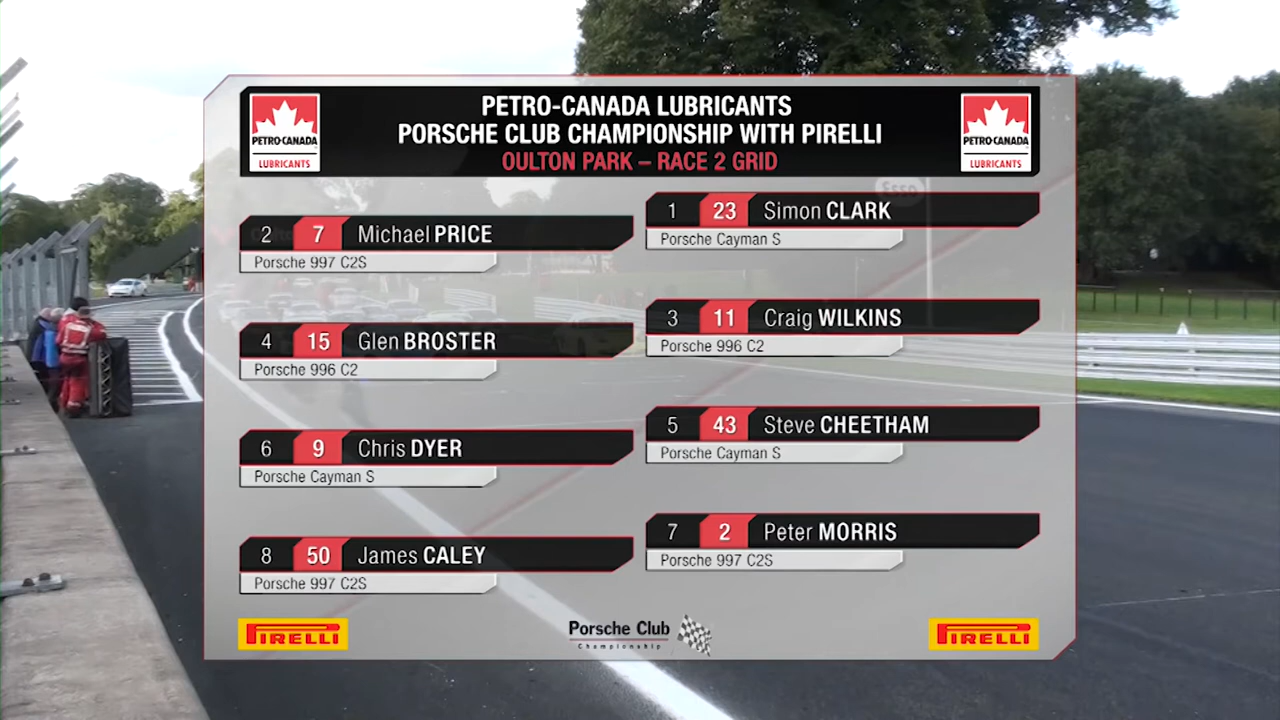 PETRO-CANADA LUBRICANTS
PORSCHE CLUB CHAMPIONSHIP WITH PIRELLI
OULTON PARK – RACE 2 GRID
PETRO-CANADA
LUBRICANTS
PETRO-CANADA
LUBRICANTS
Esso
1 23 Simon CLARK
Porsche Cayman S
2 7 Michael PRICE
Porsche 997 C2S
3 11 Craig WILKINS
Porsche 996 C2
4 15 Glen BROSTER
Porsche 996 C2
5 43 Steve CHEETHAM
Porsche Cayman S
6 9 Chris DYER
Porsche Cayman S
7 2 Peter MORRIS
Porsche 997 C2S
8 50 James CALEY
Porsche 997 C2S
PIRELLI
Porsche Club
Championship
PIRELLI